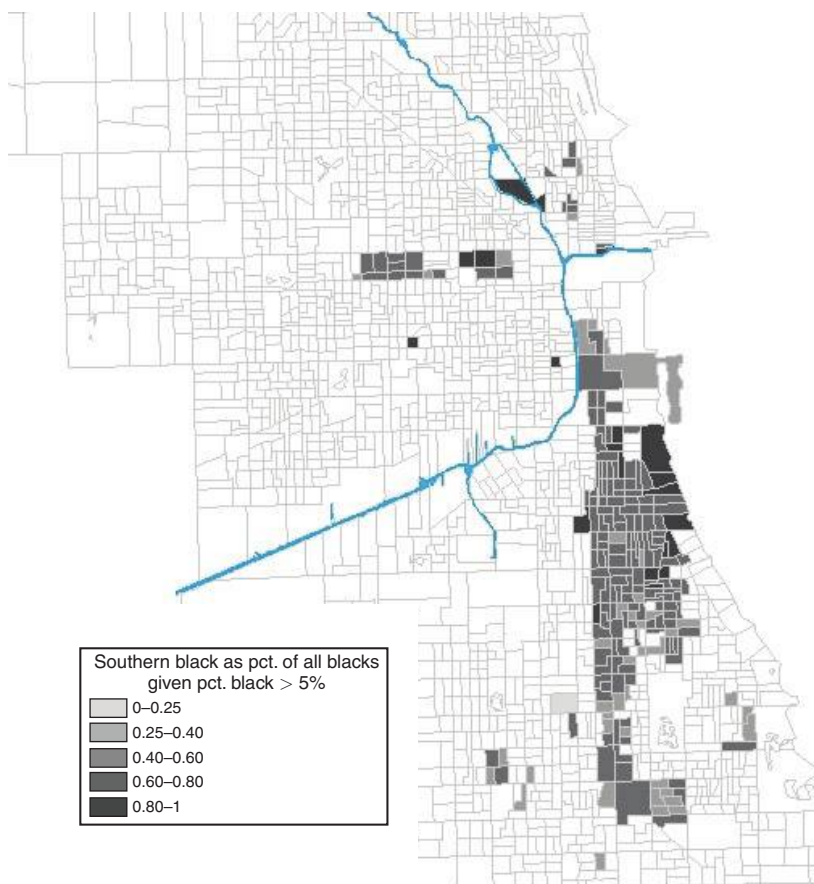 Southern black as pct. of all blacks
given pct. black > 5%
0–0.25
0.25–0.40
0.40–0.60
0.60–0.80
0.80–1